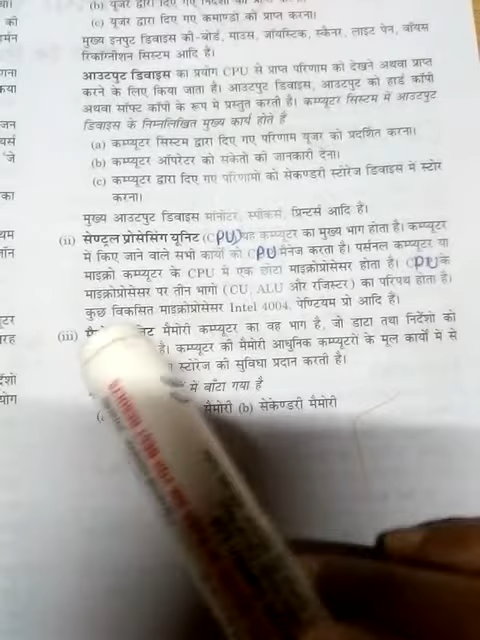 (b) यूजर द्वारा दिए गए
(c) यूजर द्वारा दिए गए कमाण्डों को प्राप्त करना।
मुख्य इनपुट डिवाइस की-बोर्ड, माउस, जॉयस्टिक, स्कैनर, लाइट पेन, वॉयस
रिकॉग्नीशन सिस्टम आदि हैं।
आउटपुट डिवाइस का प्रयोग CPU से प्राप्त परिणाम को देखने अथवा प्राप्त
करने के लिए किया जाता है। आउटपुट डिवाइस, आउटपुट को हार्ड कॉपी
अथवा सॉफ्ट कॉपी के रूप में प्रस्तुत करती है। कम्प्यूटर सिस्टम में आउटपुट
डिवाइस के निम्नलिखित मुख्य कार्य होते हैं
(a) कम्प्यूटर सिस्टम द्वारा दिए गए परिणाम यूजर को प्रदर्शित करना।
(b) कम्प्यूटर ऑपरेटर को संकेतों की जानकारी देना।
(c) कम्प्यूटर द्वारा दिए गए परिणामों को सेकण्डरी स्टोरेज डिवाइस में स्टोर
करना।
मुख्य आउटपुट डिवाइस मॉनीटर, स्पीकर्स, प्रिन्टर्स आदि हैं।
(ii) सेण्ट्रल प्रोसेसिंग यूनिट (CPU) यह कम्प्यूटर का मुख्य भाग होता है। कम्प्यूटर
में किए जाने वाले सभी कार्यों को CPU मैनेज करता है। पर्सनल कम्प्यूटर या
माइक्रो कम्प्यूटर के CPU में एक छोटा माइक्रोप्रोसेसर होता है। CPU के
माइक्रोप्रोसेसर पर तीन भागों (CU, ALU और रजिस्टर) का परिपथ होता है।
कुछ विकसित माइक्रोप्रोसेसर Intel 4004, पेण्टियम प्रो आदि हैं।
(iii) मैमोरी कम्प्यूटर का वह भाग है, जो डाटा तथा निर्देशों को
है। कम्प्यूटर की मैमोरी आधुनिक कम्प्यूटरों के मूल कार्यों में से
स्टोरेज की सुविधा प्रदान करती है।
में बाँटा गया है
मैमोरी (b) सेकेण्डरी मैमोरी